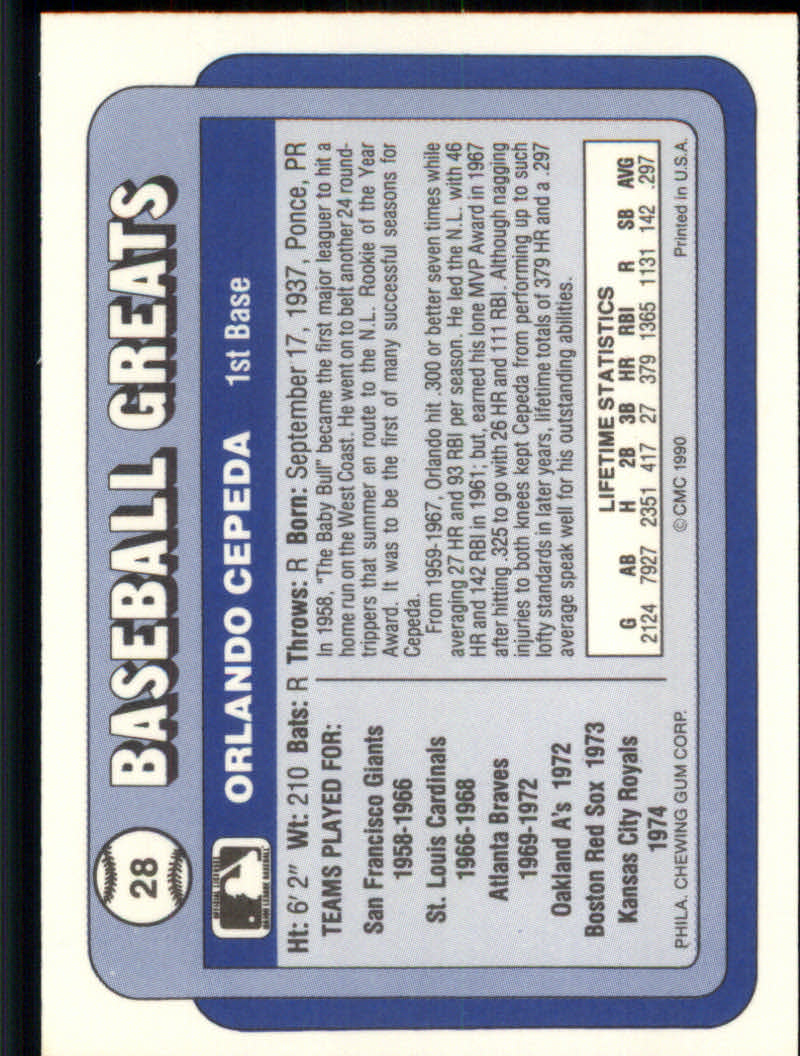 28
BASEBALL GREATS
ORLANDO CEPEDA 1st Base
Ht: 6' 2" Wt: 210 Bats: R Throws: R Born: September 17, 1937, Ponce, PR
TEAMS PLAYED FOR:
San Francisco Giants
1958-1966
St. Louis Cardinals
1966-1968
Atlanta Braves
1969-1972
Oakland A's 1972
Boston Red Sox 1973
Kansas City Royals
1974
In 1958, "The Baby Bull" became the first major leaguer to hit a
home run on the West Coast. He went on to belt another 24 round-
trippers that summer en route to the N.L. Rookie of the Year
Award. It was to be the first of many successful seasons for
Cepeda.
From 1959-1967, Orlando hit .300 or better seven times while
averaging 27 HR and 93 RBI per season. He led the N.L. with 46
HR and 142 RBI in 1961; but, earned his lone MVP Award in 1967
after hitting .325 to go with 26 HR and 111 RBI. Although nagging
injuries to both knees kept Cepeda from performing up to such
lofty standards in later years, lifetime totals of 379 HR and a .297
average speak well for his outstanding abilities.
LIFETIME STATISTICS
G AB H 2B 3B HR RBI R SB AVG
2124 7927 2351 417 27 379 1365 1131 142 .297
PHILA. CHEWING GUM CORP. © CMC 1990 Printed in U.S.A.